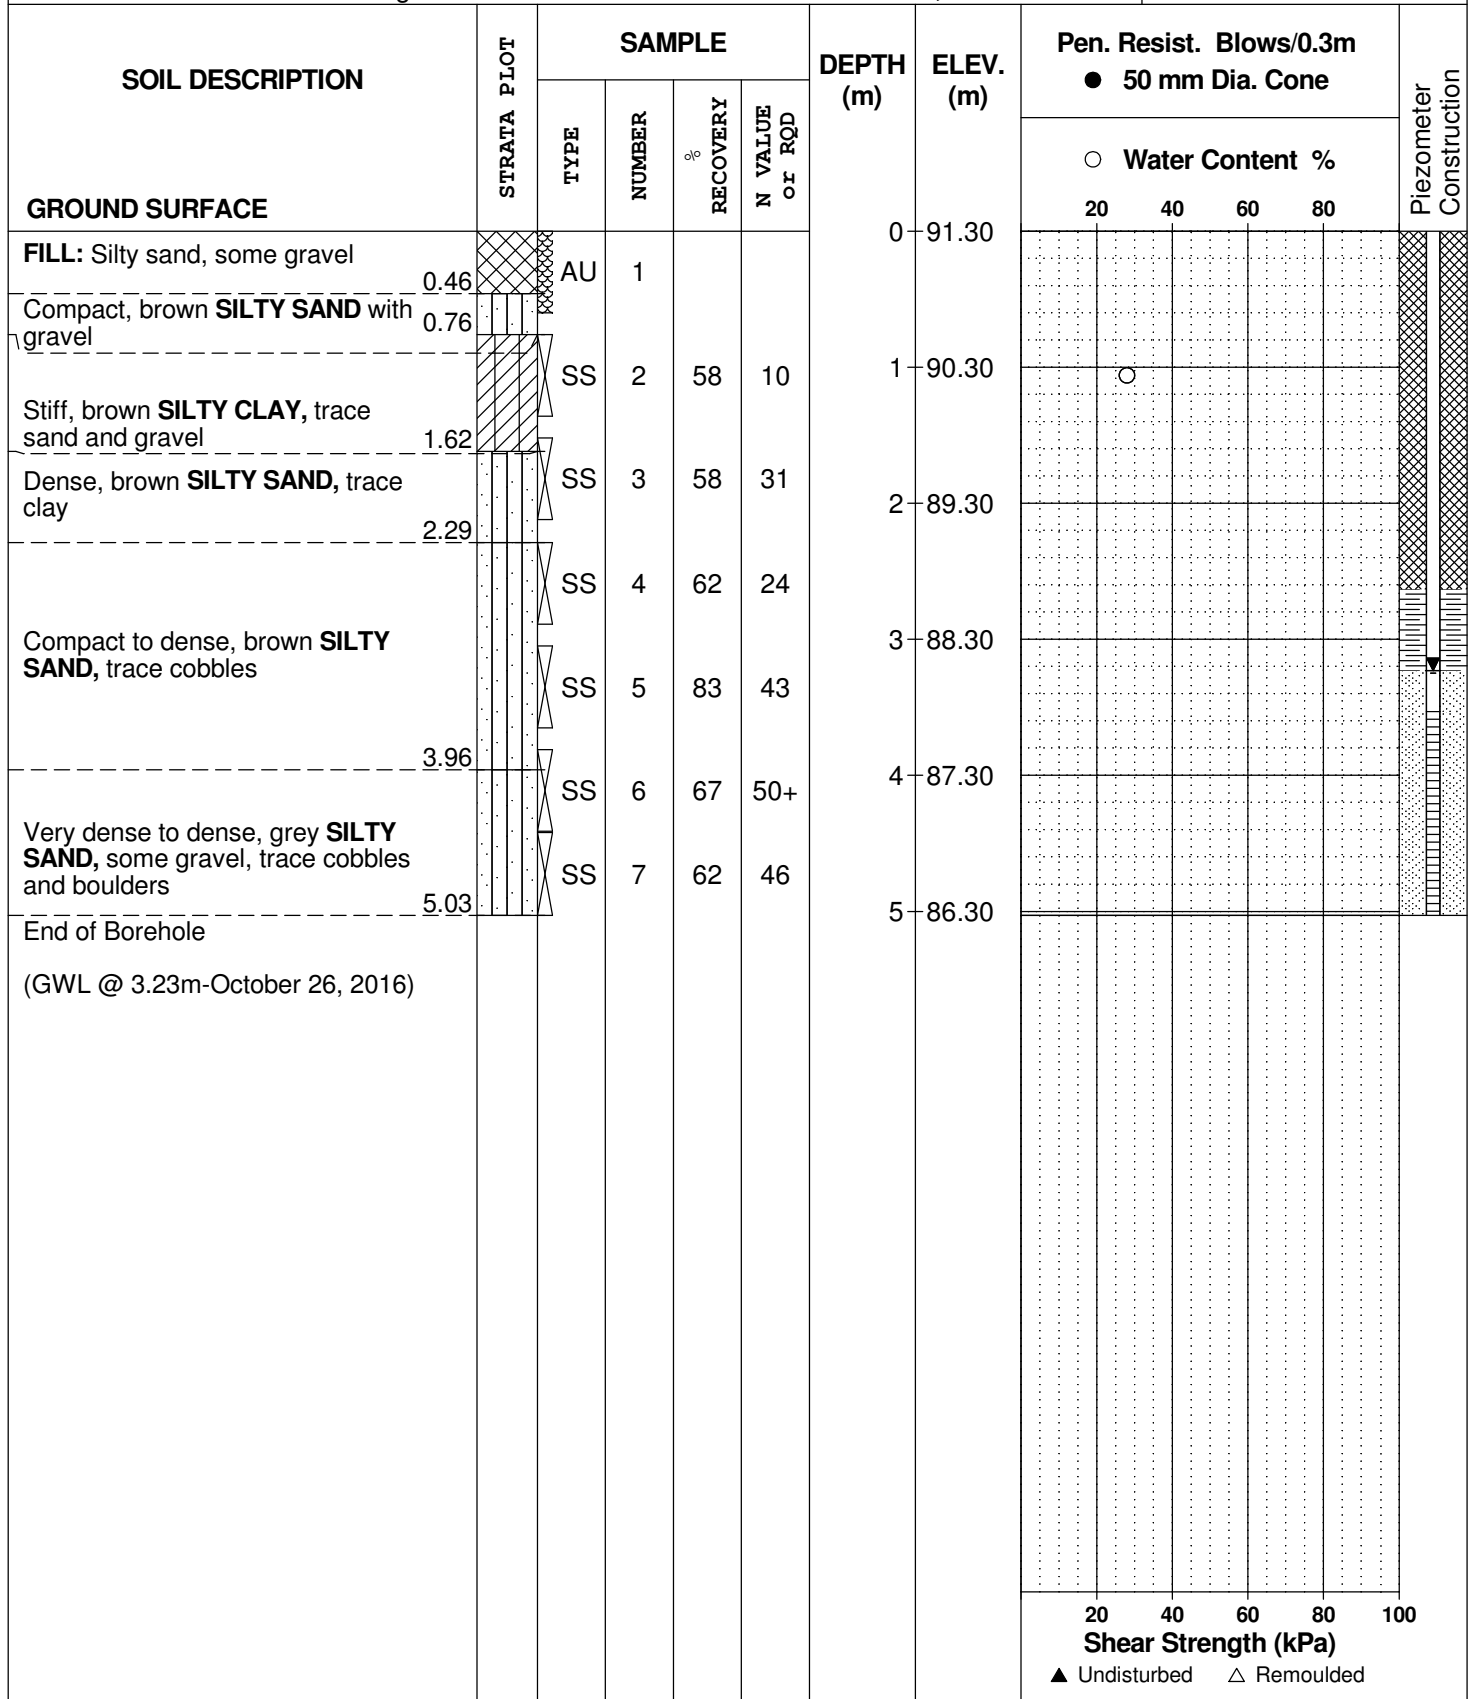 SOIL DESCRIPTION
GROUND SURFACE
STRATA PLOT
SAMPLE
TYPE
NUMBER
%
RECOVERY
N VALUE
or RQD
DEPTH
(m)
ELEV.
(m)
Pen. Resist. Blows/0.3m
● 50 mm Dia. Cone
○ Water Content %
20 40 60 80
Piezometer
Construction
0 91.30
FILL: Silty sand, some gravel
0.46
AU 1
Compact, brown SILTY SAND with
gravel
0.76
1 90.30
SS 2 58 10
Stiff, brown SILTY CLAY, trace
sand and gravel
1.62
Dense, brown SILTY SAND, trace
clay
SS 3 58 31
2 89.30
2.29
SS 4 62 24
Compact to dense, brown SILTY
SAND, trace cobbles
3 88.30
SS 5 83 43
3.96
4 87.30
SS 6 67 50+
Very dense to dense, grey SILTY
SAND, some gravel, trace cobbles
and boulders
SS 7 62 46
5.03
5 86.30
End of Borehole
(GWL @ 3.23m-October 26, 2016)
20 40 60 80 100
Shear Strength (kPa)
▲ Undisturbed △ Remoulded